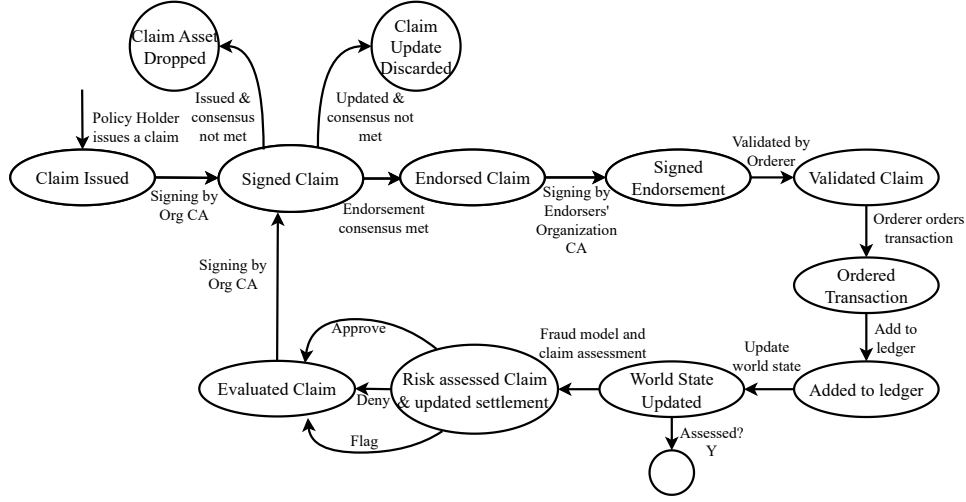 Claim Asset
Dropped
Claim
Update
Discarded
Policy Holder
issues a claim
Issued &
consensus
not met
Updated &
consensus not
met
Claim Issued
Signing by
Org CA
Signed Claim
Endorsement
consensus met
Endorsed Claim
Signing by
Endorsers'
Organization
CA
Signed
Endorsement
Validated by
Orderer
Validated Claim
Orderer orders
transaction
Ordered
Transaction
Add to
ledger
Added to ledger
Update
world state
World State
Updated
Assessed?
Y
Fraud model and
claim assessment
Risk assessed Claim
& updated settlement
Approve
Deny
Flag
Evaluated Claim
Signing by
Org CA